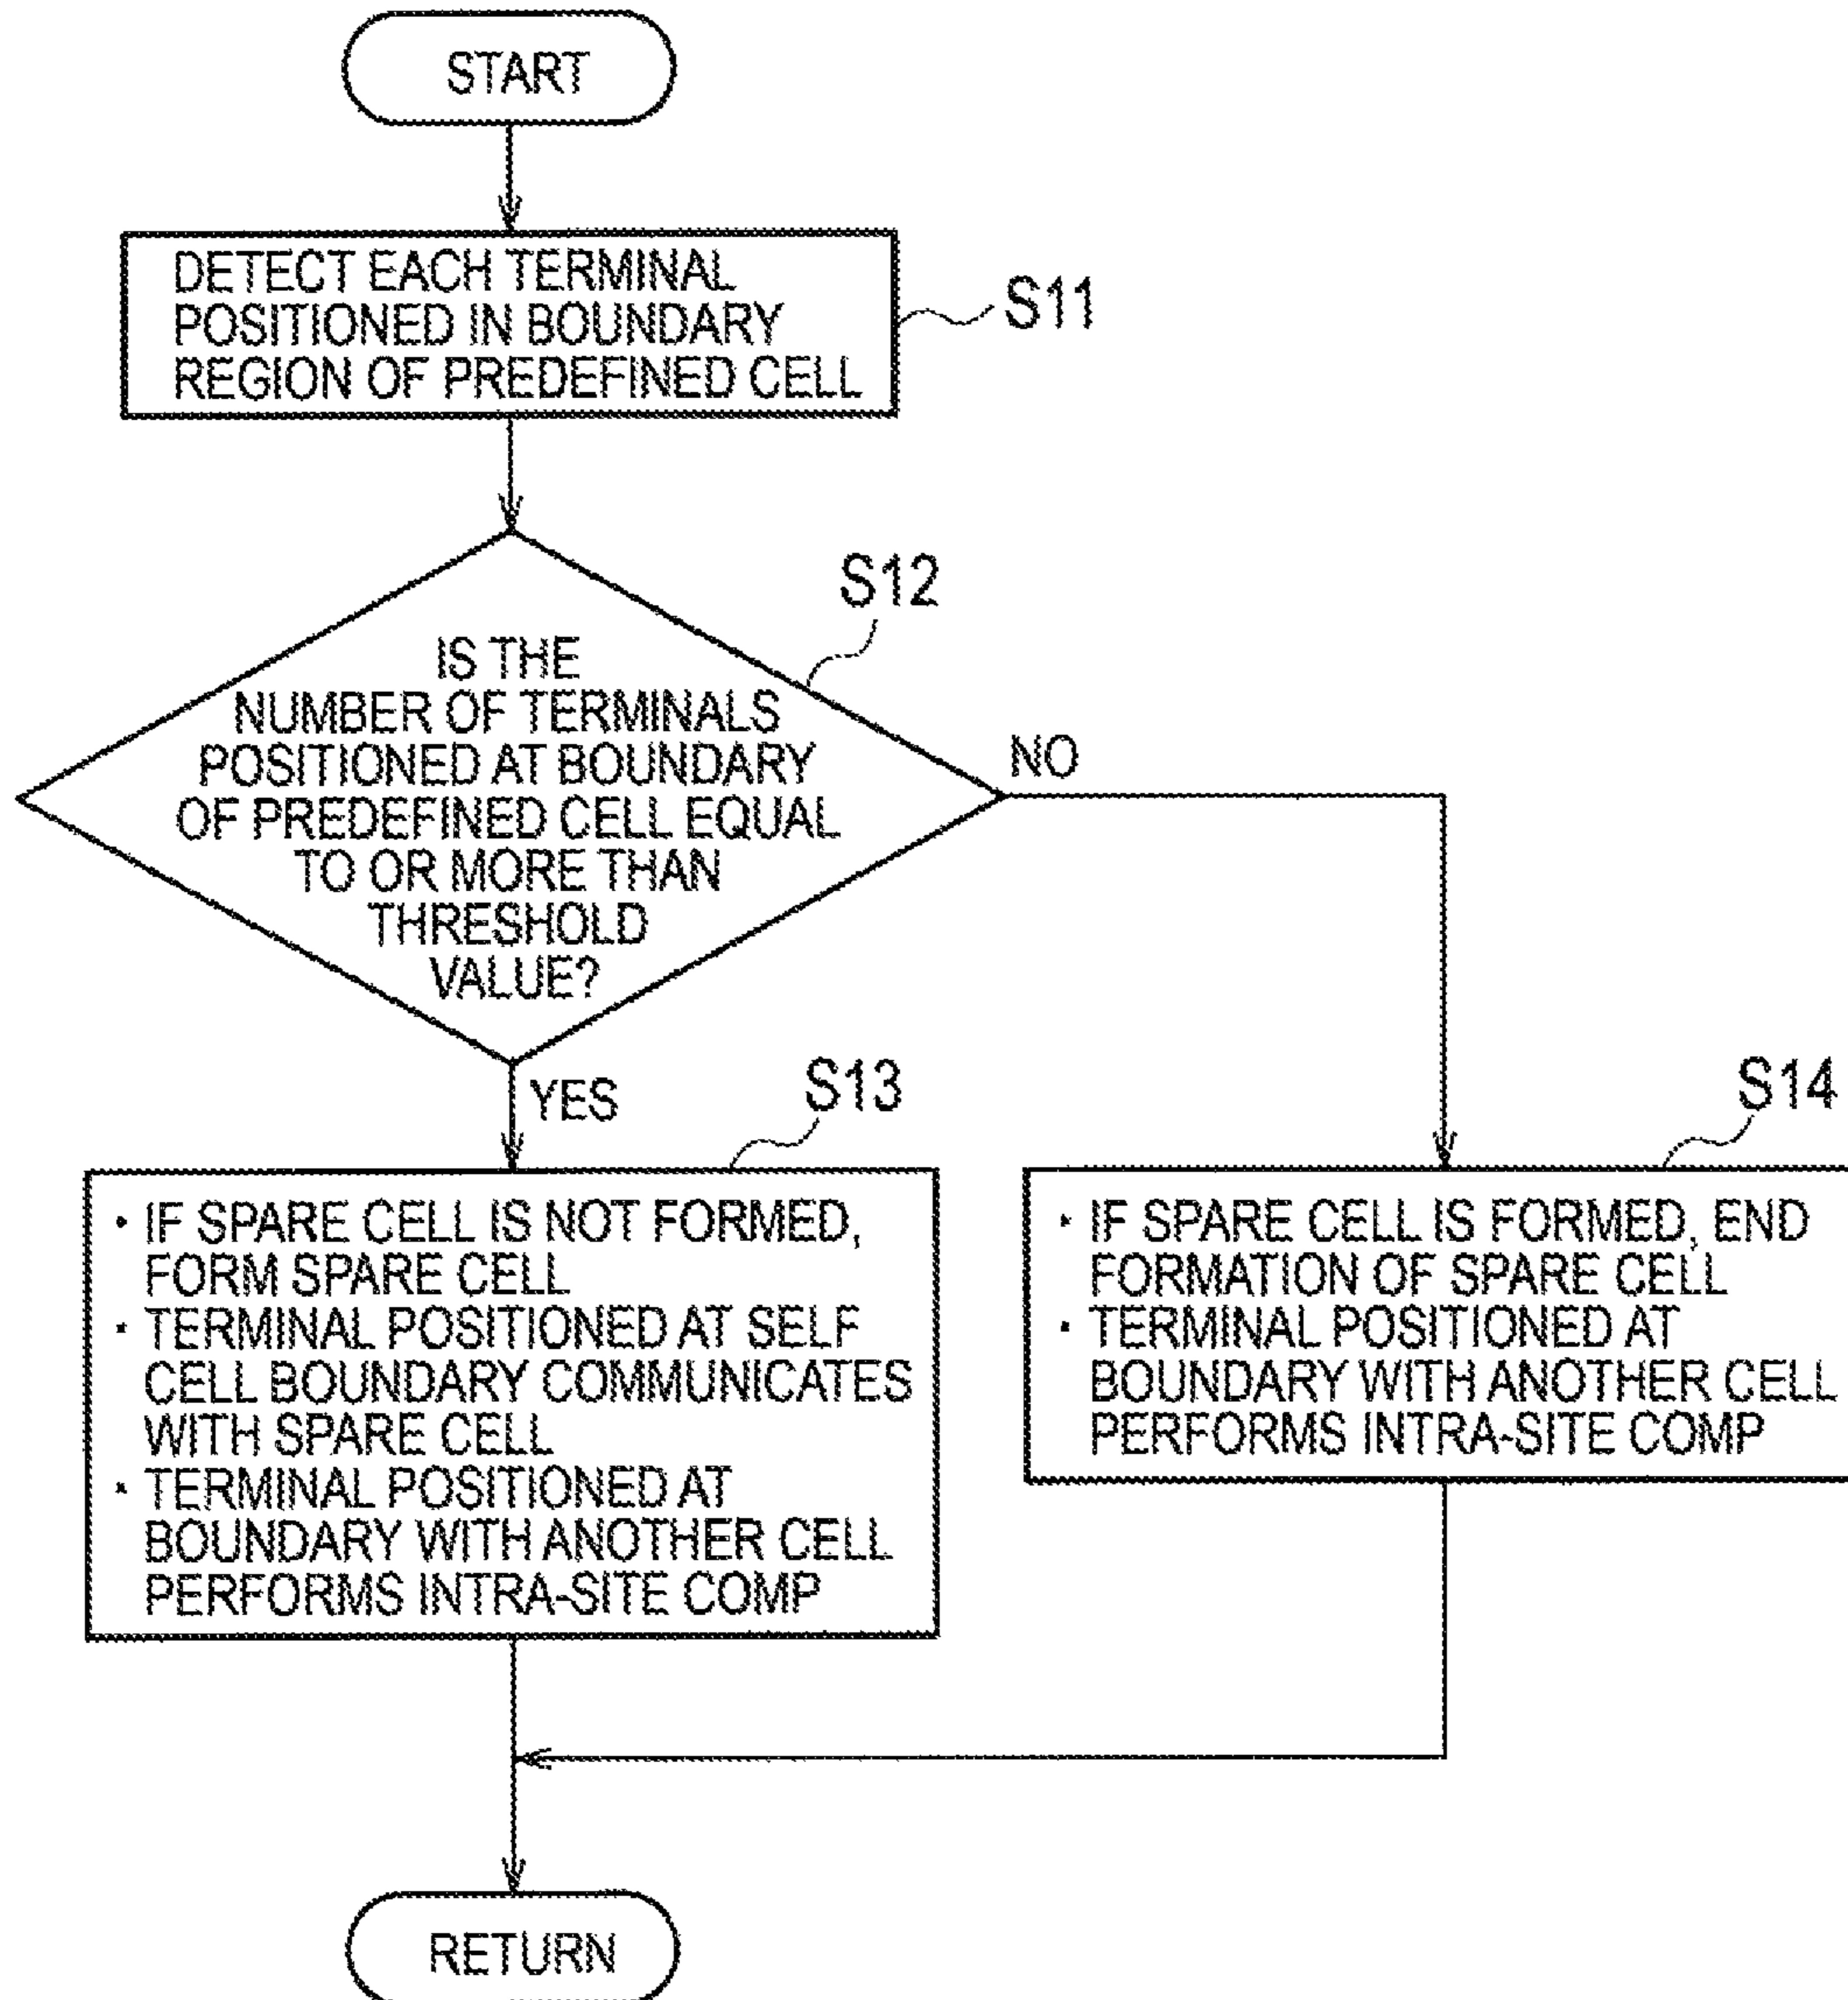 START
DETECT EACH TERMINAL
POSITIONED IN BOUNDARY
REGION OF PREDEFINED CELL
S11
S12
IS THE
NUMBER OF TERMINALS
POSITIONED AT BOUNDARY
OF PREDEFINED CELL EQUAL
TO OR MORE THAN
THRESHOLD
VALUE?
NO
YES
S13
· IF SPARE CELL IS NOT FORMED,
FORM SPARE CELL
· TERMINAL POSITIONED AT SELF
CELL BOUNDARY COMMUNICATES
WITH SPARE CELL
· TERMINAL POSITIONED AT
BOUNDARY WITH ANOTHER CELL
PERFORMS INTRA-SITE COMP
S14
· IF SPARE CELL IS FORMED, END
FORMATION OF SPARE CELL
· TERMINAL POSITIONED AT
BOUNDARY WITH ANOTHER CELL
PERFORMS INTRA-SITE COMP
RETURN